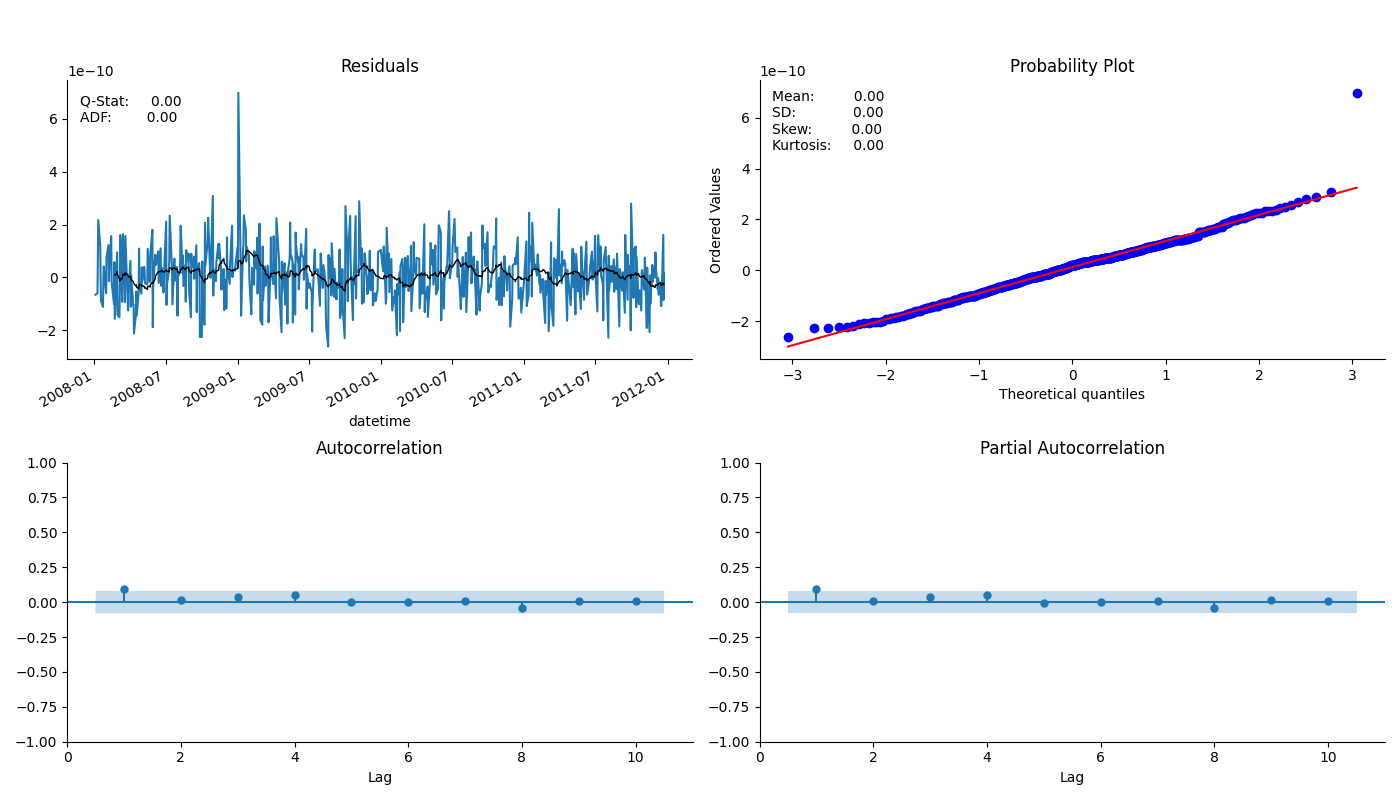 Residuals
1e−10
Q-Stat: 0.00
ADF: 0.00
6
4
2
0
−2
2008-01 2008-07 2009-01 2009-07 2010-01 2010-07 2011-01 2011-07 2012-01
datetime
Probability Plot
1e−10
Mean: 0.00
SD: 0.00
Skew: 0.00
Kurtosis: 0.00
Ordered Values
6
4
2
0
−2
−3 −2 −1 0 1 2 3
Theoretical quantiles
Autocorrelation
1.00
0.75
0.50
0.25
0.00
−0.25
−0.50
−0.75
−1.00
0 2 4 6 8 10
Lag
Partial Autocorrelation
1.00
0.75
0.50
0.25
0.00
−0.25
−0.50
−0.75
−1.00
0 2 4 6 8 10
Lag